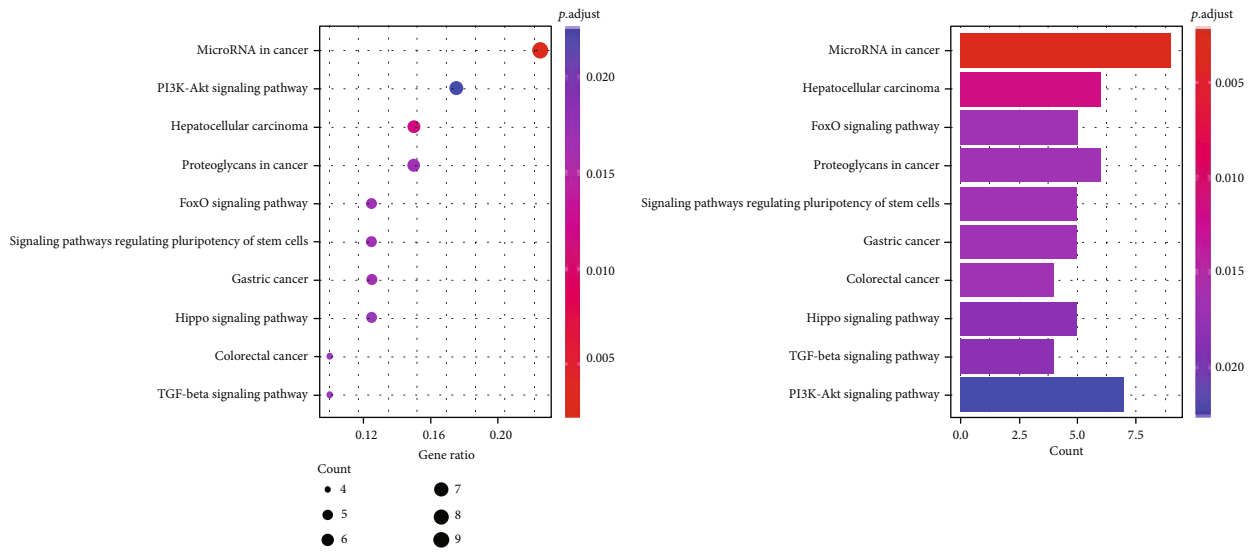 p.adjust
MicroRNA in cancer
PI3K-Akt signaling pathway
Hepatocellular carcinoma
Proteoglycans in cancer
FoxO signaling pathway
Signaling pathways regulating pluripotency of stem cells
Gastric cancer
Hippo signaling pathway
Colorectal cancer
TGF-beta signaling pathway
0.020
0.015
0.010
0.005
0.12 0.16 0.20
Gene ratio
Count
4 7
5 8
6 9
p.adjust
MicroRNA in cancer
Hepatocellular carcinoma
FoxO signaling pathway
Proteoglycans in cancer
Signaling pathways regulating pluripotency of stem cells
Gastric cancer
Colorectal cancer
Hippo signaling pathway
TGF-beta signaling pathway
PI3K-Akt signaling pathway
0.005
0.010
0.015
0.020
0.0 2.5 5.0 7.5
Count